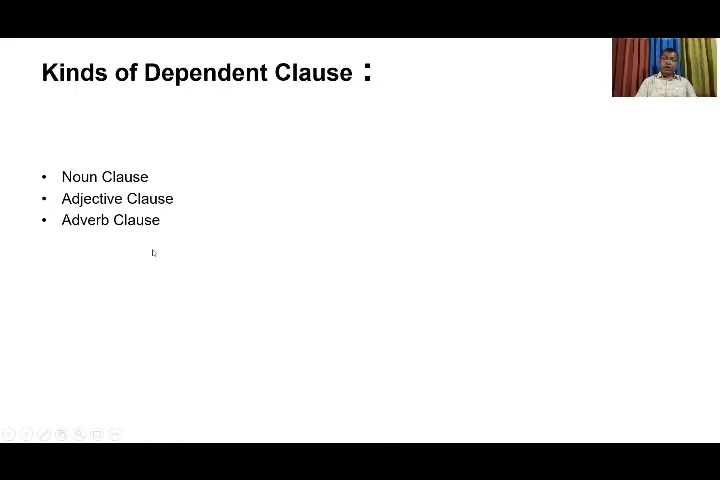 Kinds of Dependent Clause :
• Noun Clause
• Adjective Clause
• Adverb Clause